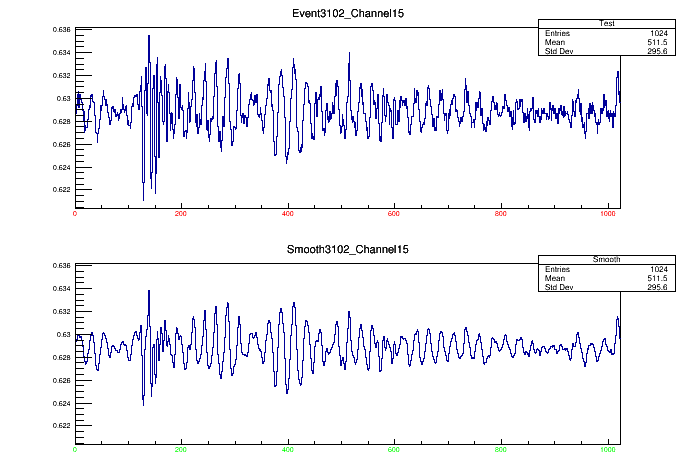 Event3102_Channel15
Test
Entries 1024
Mean 511.5
Std Dev 295.6
0.636
0.634
0.632
0.63
0.628
0.626
0.624
0.622
0 200 400 600 800 1000
Smooth3102_Channel15
Smooth
Entries 1024
Mean 511.5
Std Dev 295.6
0.636
0.634
0.632
0.63
0.628
0.626
0.624
0.622
0 200 400 600 800 1000